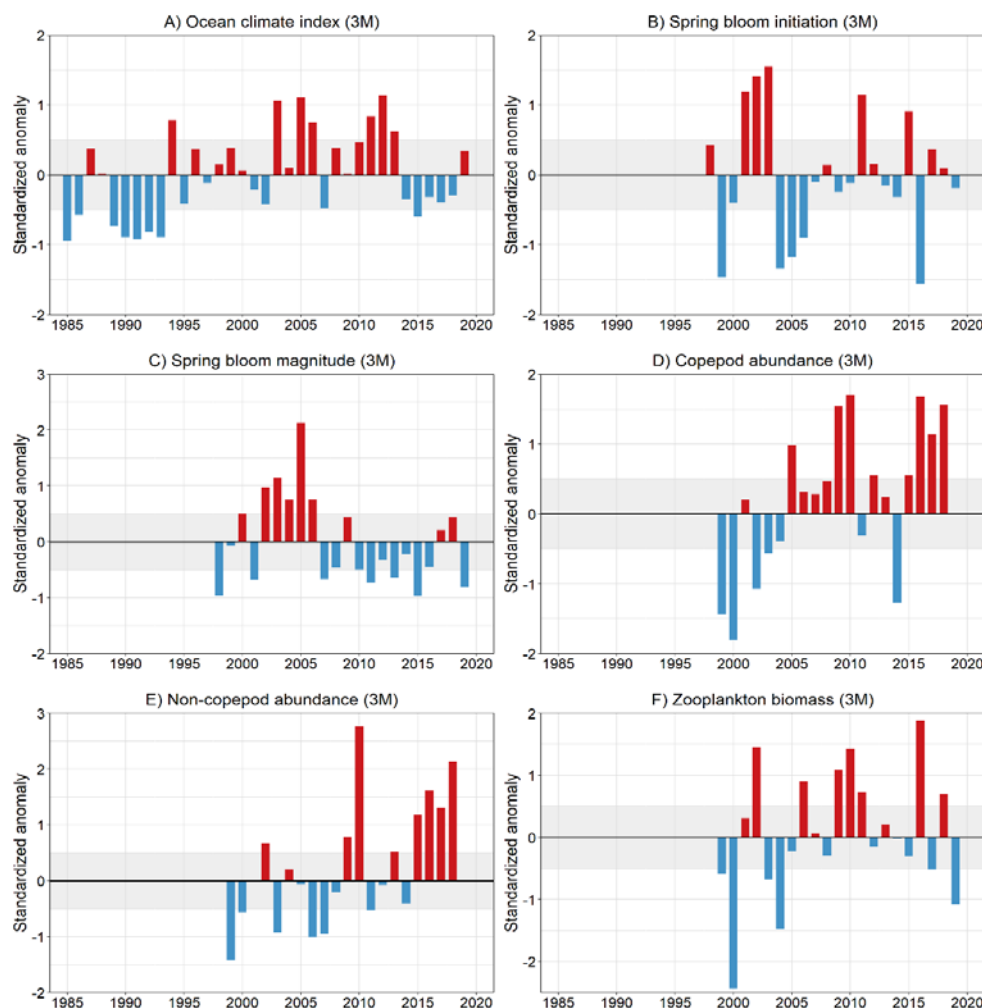 A) Ocean climate index (3M)
Standardized anomaly
2
1
0
-1
-2
1985 1990 1995 2000 2005 2010 2015 2020
B) Spring bloom initiation (3M)
Standardized anomaly
2
1
0
-1
-2
1985 1990 1995 2000 2005 2010 2015 2020
C) Spring bloom magnitude (3M)
Standardized anomaly
3
2
1
0
-1
-2
1985 1990 1995 2000 2005 2010 2015 2020
D) Copepod abundance (3M)
Standardized anomaly
2
1
0
-1
-2
1985 1990 1995 2000 2005 2010 2015 2020
E) Non-copepod abundance (3M)
Standardized anomaly
3
2
1
0
-1
-2
1985 1990 1995 2000 2005 2010 2015 2020
F) Zooplankton biomass (3M)
Standardized anomaly
2
1
0
-1
-2
1985 1990 1995 2000 2005 2010 2015 2020